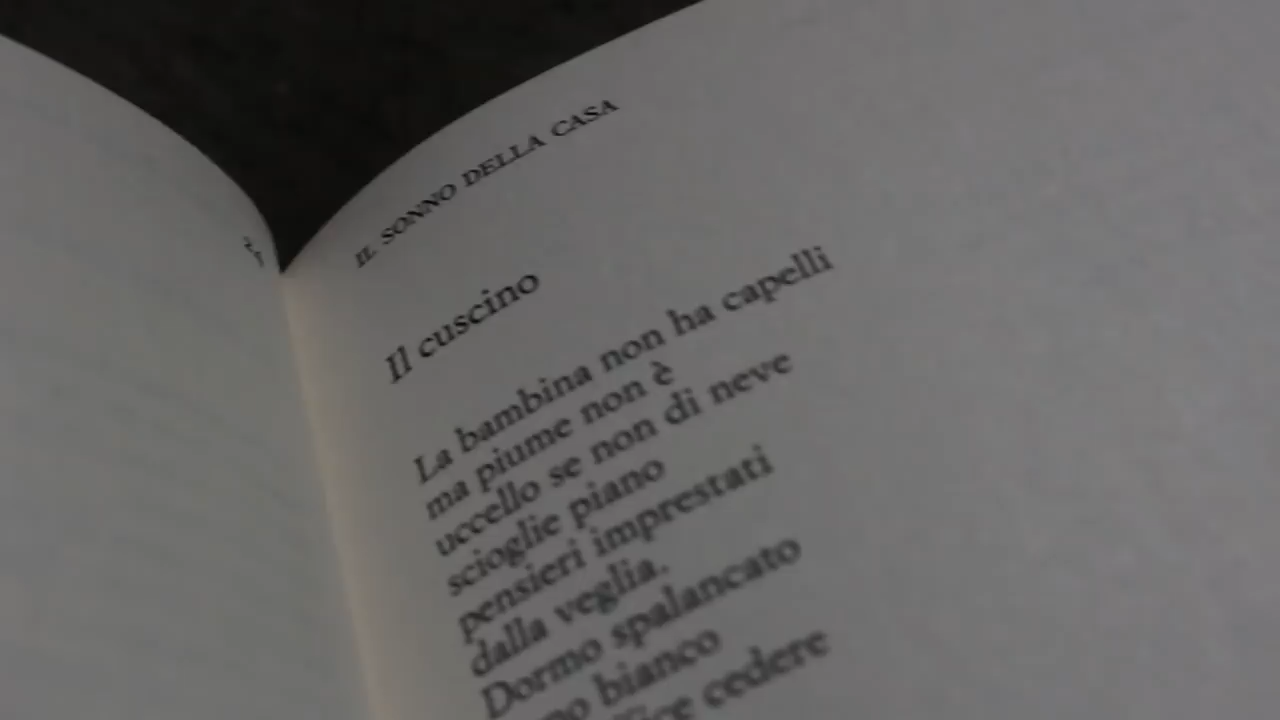 IL SONNO DELLA CASA
Il cuscino
La bambina non ha capelli
ma piume non è
uccello se non di neve
scioglie piano
pensieri imprestati
dalla veglia.
Dormo spalancato
bianco
cedere